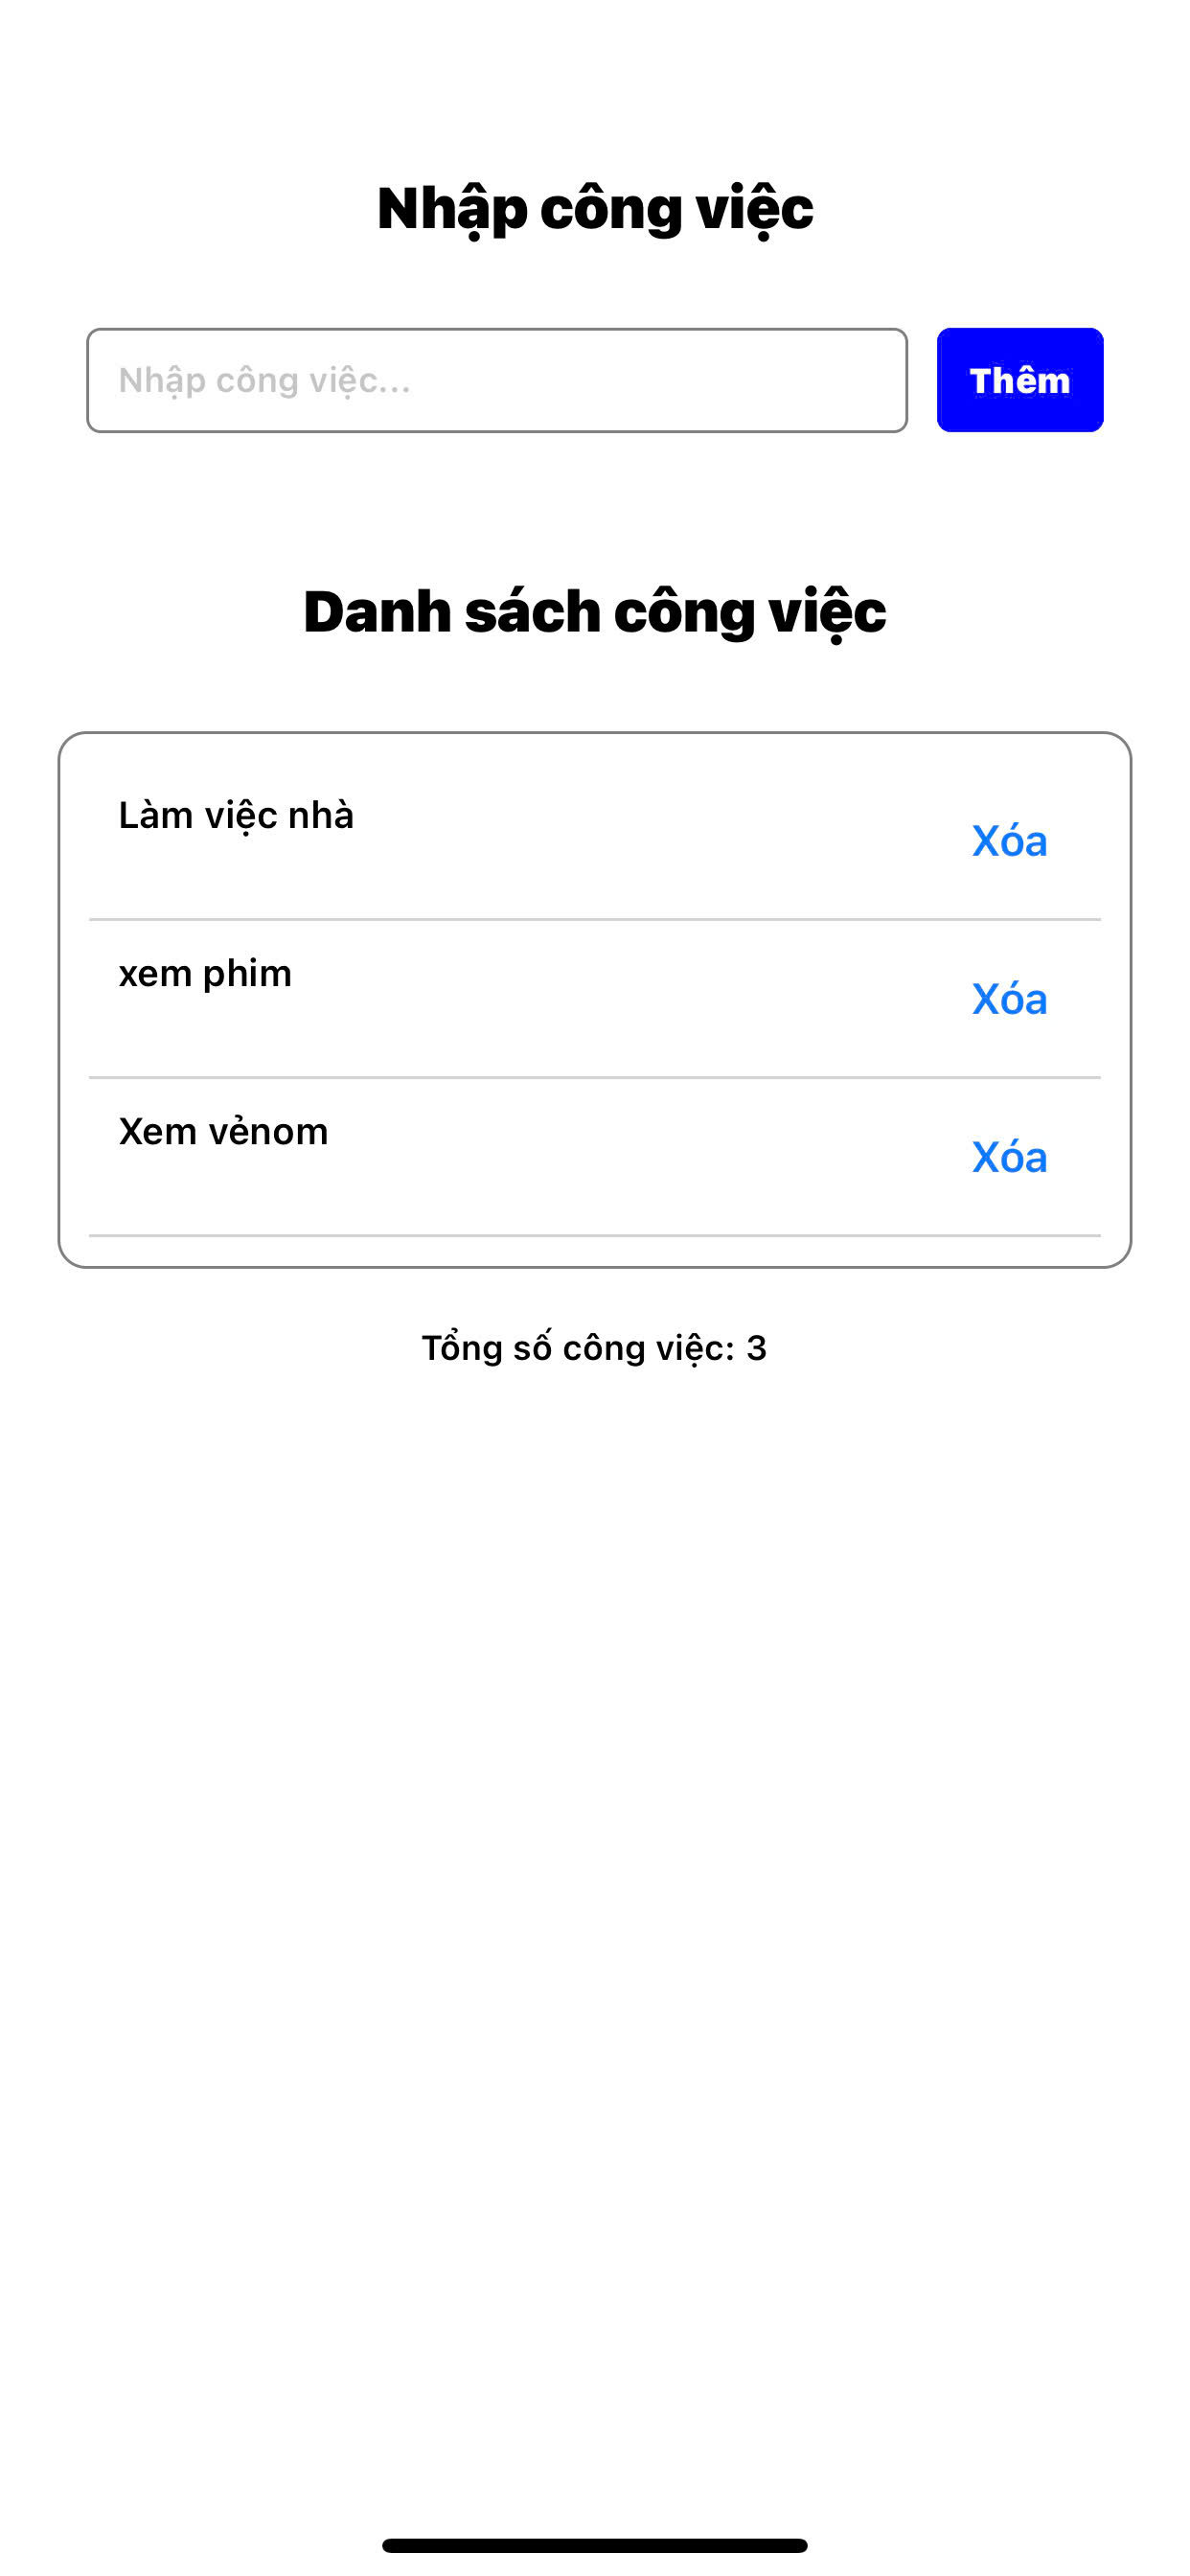 Nhập công việc
Nhập công việc...
Thêm
Danh sách công việc
Làm việc nhà
Xóa
xem phim
Xóa
Xem vẻnom
Xóa
Tổng số công việc: 3